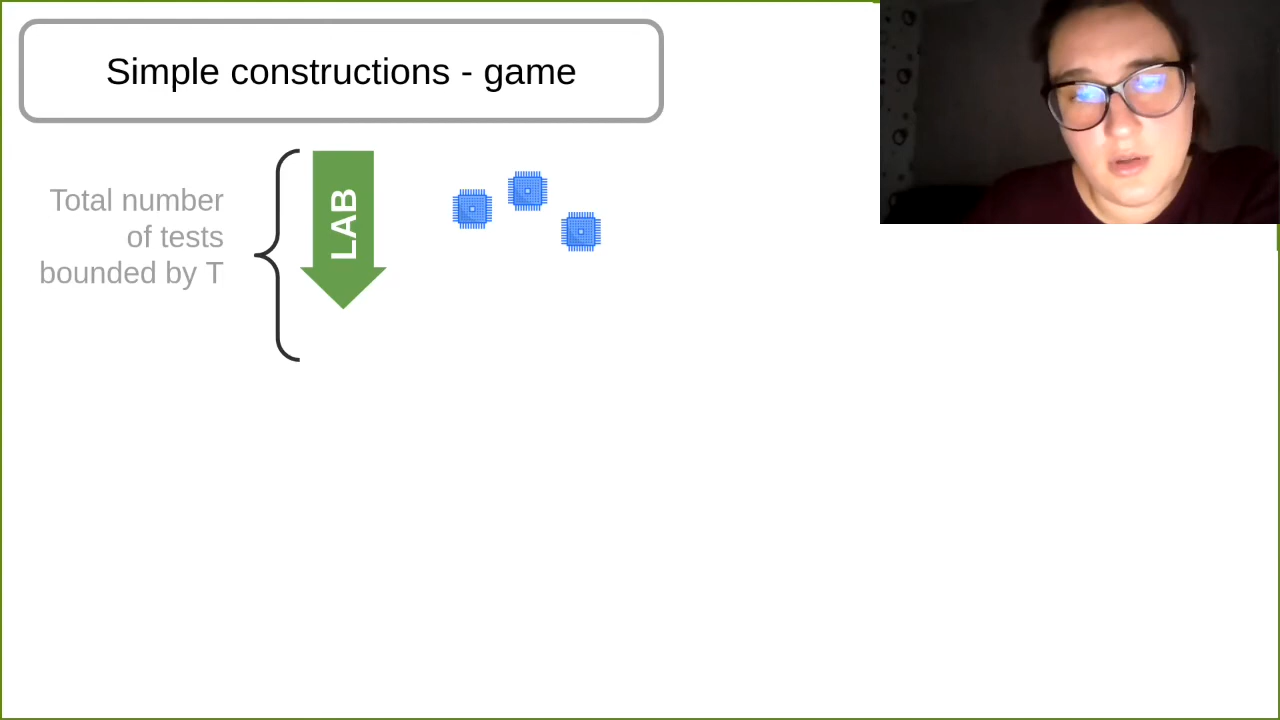 Simple constructions - game
Total number
of tests
bounded by T
LAB